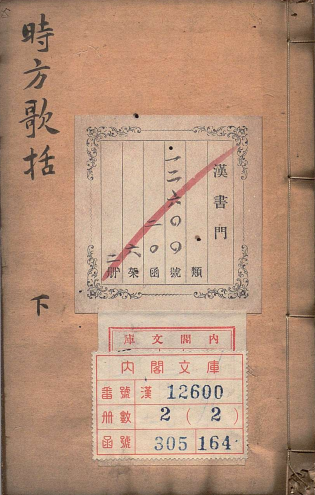 時方歌括
下
漢書門
類
一二六〇〇號
二〇函
六架
二冊
內閣文庫
內閣文庫
番號 漢 12600
冊數 2(2)
函號 305 164